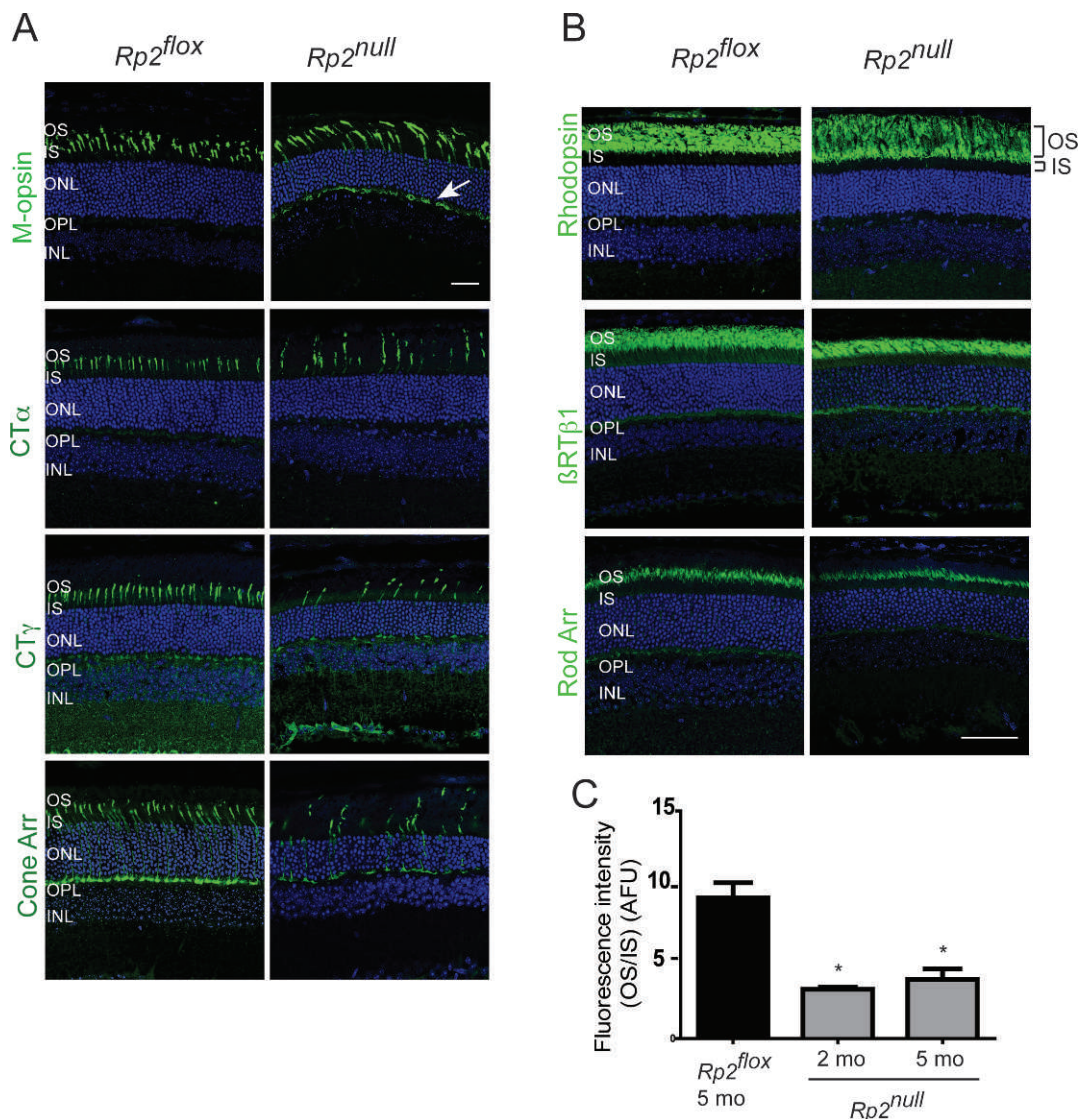 A
Rp2flox
Rp2null
M-opsin
OS
IS
ONL
OPL
INL
CTα
OS
IS
ONL
OPL
INL
CTγ
OS
IS
ONL
OPL
INL
Cone Arr
OS
IS
ONL
OPL
INL
B
Rp2flox
Rp2null
Rhodopsin
OS
IS
ONL
OPL
INL
OS
IS
ßRTβ1
OS
IS
ONL
OPL
INL
Rod Arr
OS
IS
ONL
OPL
INL
C
Fluorescence intensity
(OS/IS) (AFU)
15
10
5
0
*
*
Rp2flox
5 mo
2 mo
5 mo
Rp2null